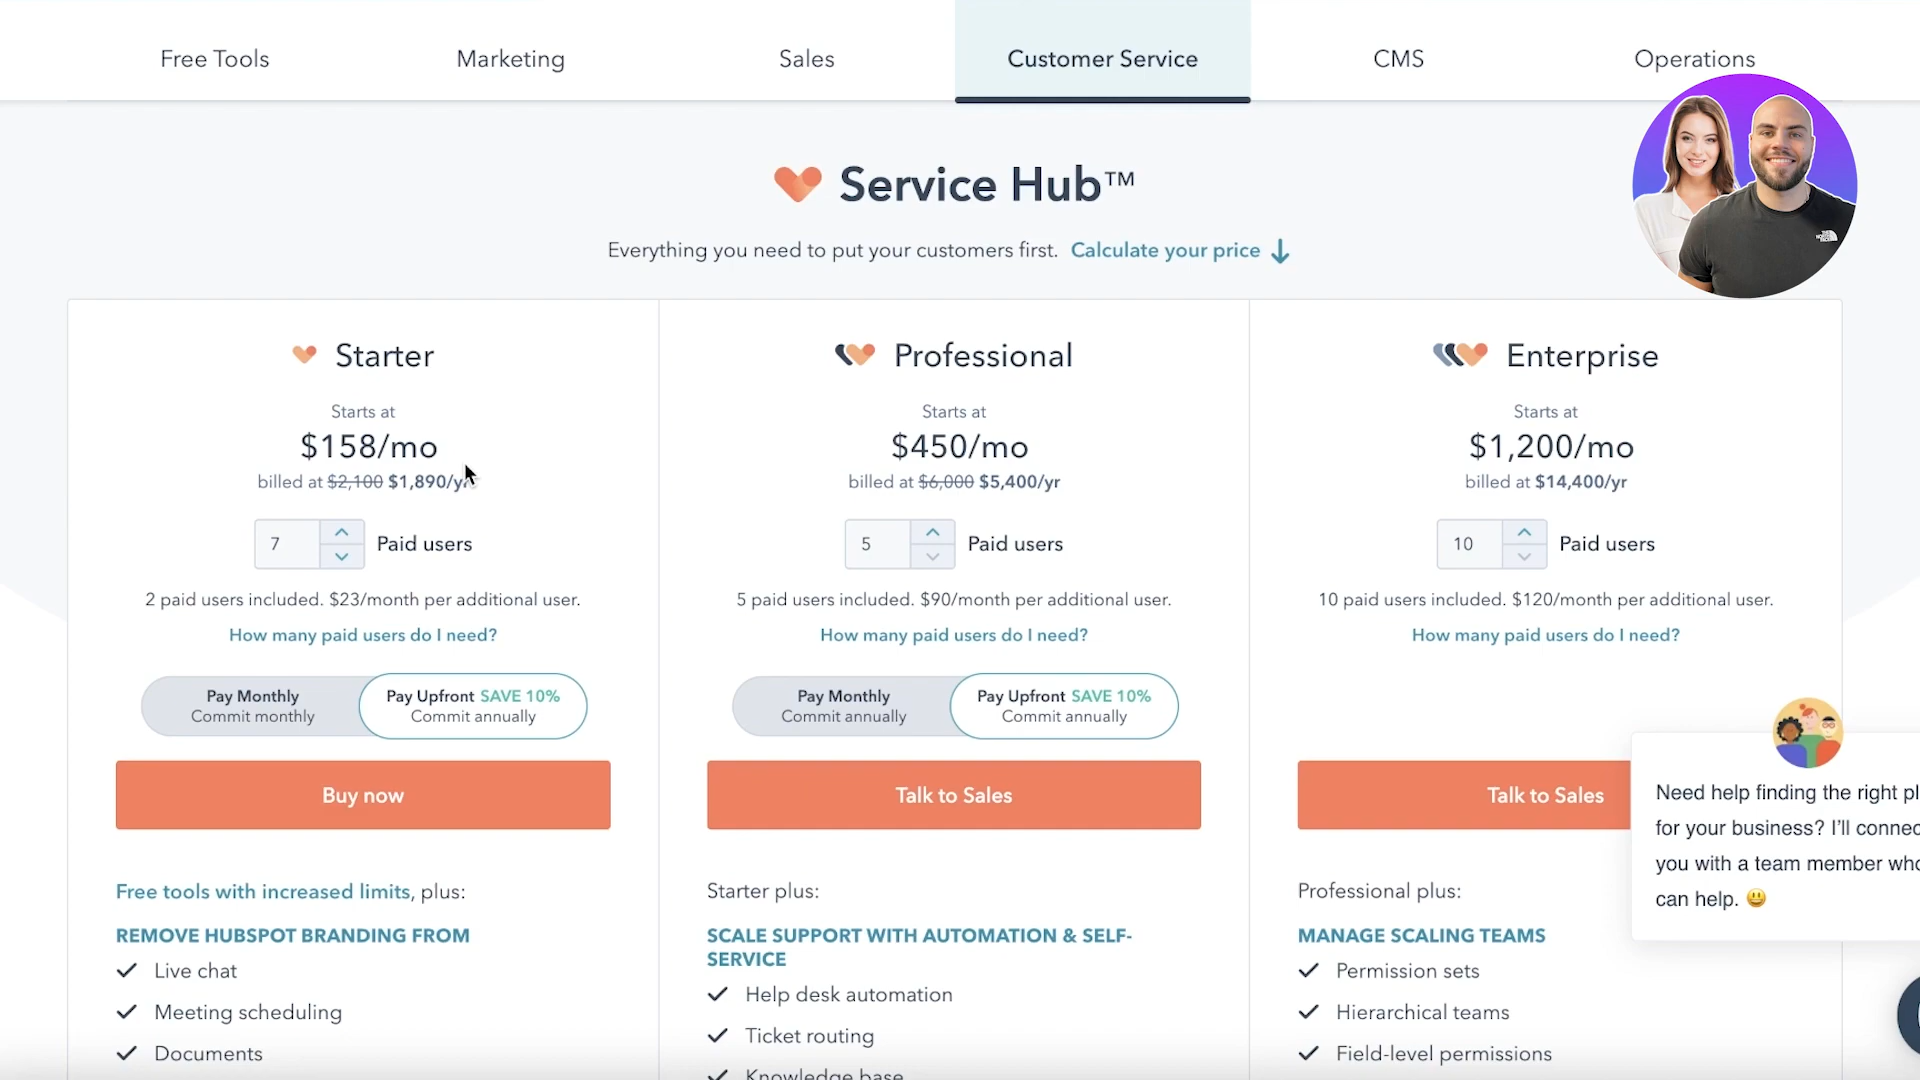 Free Tools
Marketing
Sales
Customer Service
CMS
Operations
Service Hub™
Everything you need to put your customers first. Calculate your price ↓
Starter
Starts at
$158/mo
billed at $2,100 $1,890/yr
7
Paid users
2 paid users included. $23/month per additional user.
How many paid users do I need?
Pay Monthly
Commit monthly
Pay Upfront SAVE 10%
Commit annually
Buy now
Free tools with increased limits, plus:
REMOVE HUBSPOT BRANDING FROM
✓ Live chat
✓ Meeting scheduling
✓ Documents
Professional
Starts at
$450/mo
billed at $6,000 $5,400/yr
5
Paid users
5 paid users included. $90/month per additional user.
How many paid users do I need?
Pay Monthly
Commit annually
Pay Upfront SAVE 10%
Commit annually
Talk to Sales
Starter plus:
SCALE SUPPORT WITH AUTOMATION & SELF-
SERVICE
✓ Help desk automation
✓ Ticket routing
✓ Knowledge base
Enterprise
Starts at
$1,200/mo
billed at $14,400/yr
10
Paid users
10 paid users included. $120/month per additional user.
How many paid users do I need?
Talk to Sales
Professional plus:
MANAGE SCALING TEAMS
✓ Permission sets
✓ Hierarchical teams
✓ Field-level permissions
Need help finding the right pl
for your business? I'll connec
you with a team member who
can help. 😃